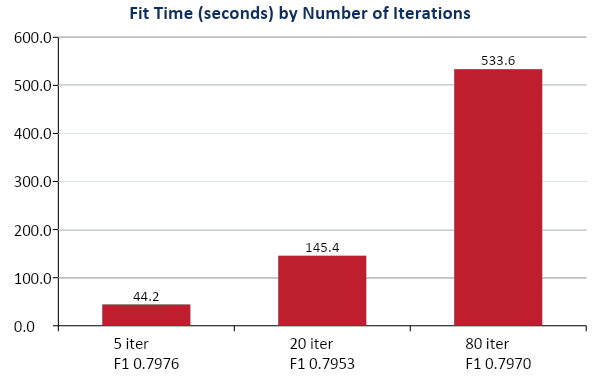 Fit Time (seconds) by Number of Iterations
600.0
500.0
400.0
300.0
200.0
100.0
0.0
44.2
145.4
533.6
5 iter
F1 0.7976
20 iter
F1 0.7953
80 iter
F1 0.7970